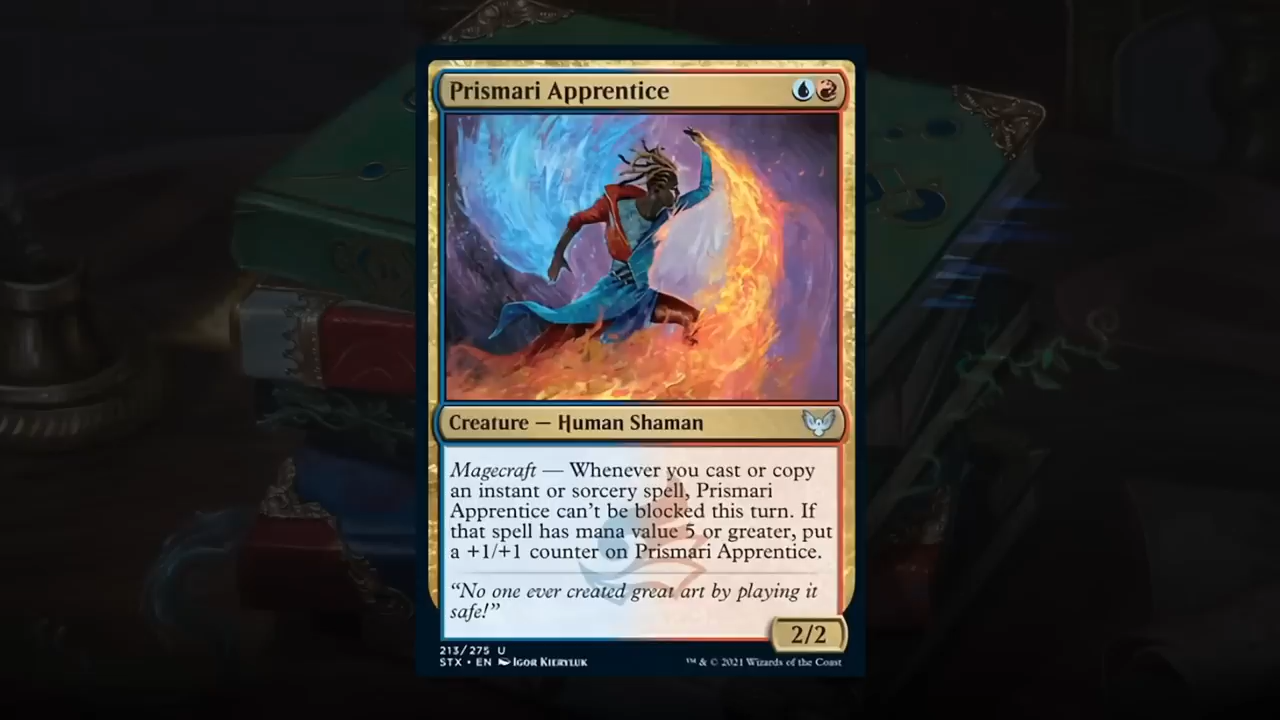 Prismari Apprentice
Creature — Human Shaman
Magecraft — Whenever you cast or copy
an instant or sorcery spell, Prismari
Apprentice can't be blocked this turn. If
that spell has mana value 5 or greater, put
a +1/+1 counter on Prismari Apprentice.
“No one ever created great art by playing it
safe!”
2/2
213/275 U
STX • EN Igor Kieryluk
™ & © 2021 Wizards of the Coast